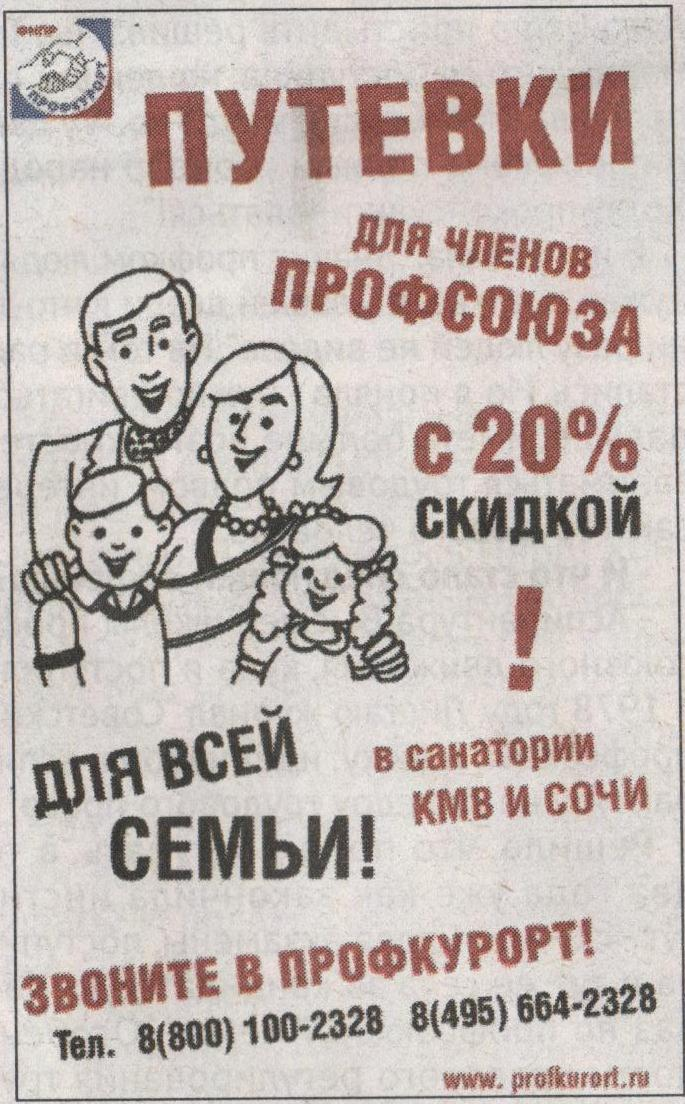 ФНПР
ПРОФКУРОРТ
ПУТЕВКИ
ДЛЯ ЧЛЕНОВ
ПРОФСОЮЗА
с 20%
СКИДКОЙ
!
ДЛЯ ВСЕЙ
СЕМЬИ!
в санатории
КМВ И СОЧИ
ЗВОНИТЕ В ПРОФКУРОРТ!
Тел. 8(800) 100-2328 8(495) 664-2328
www. profkurort.ru